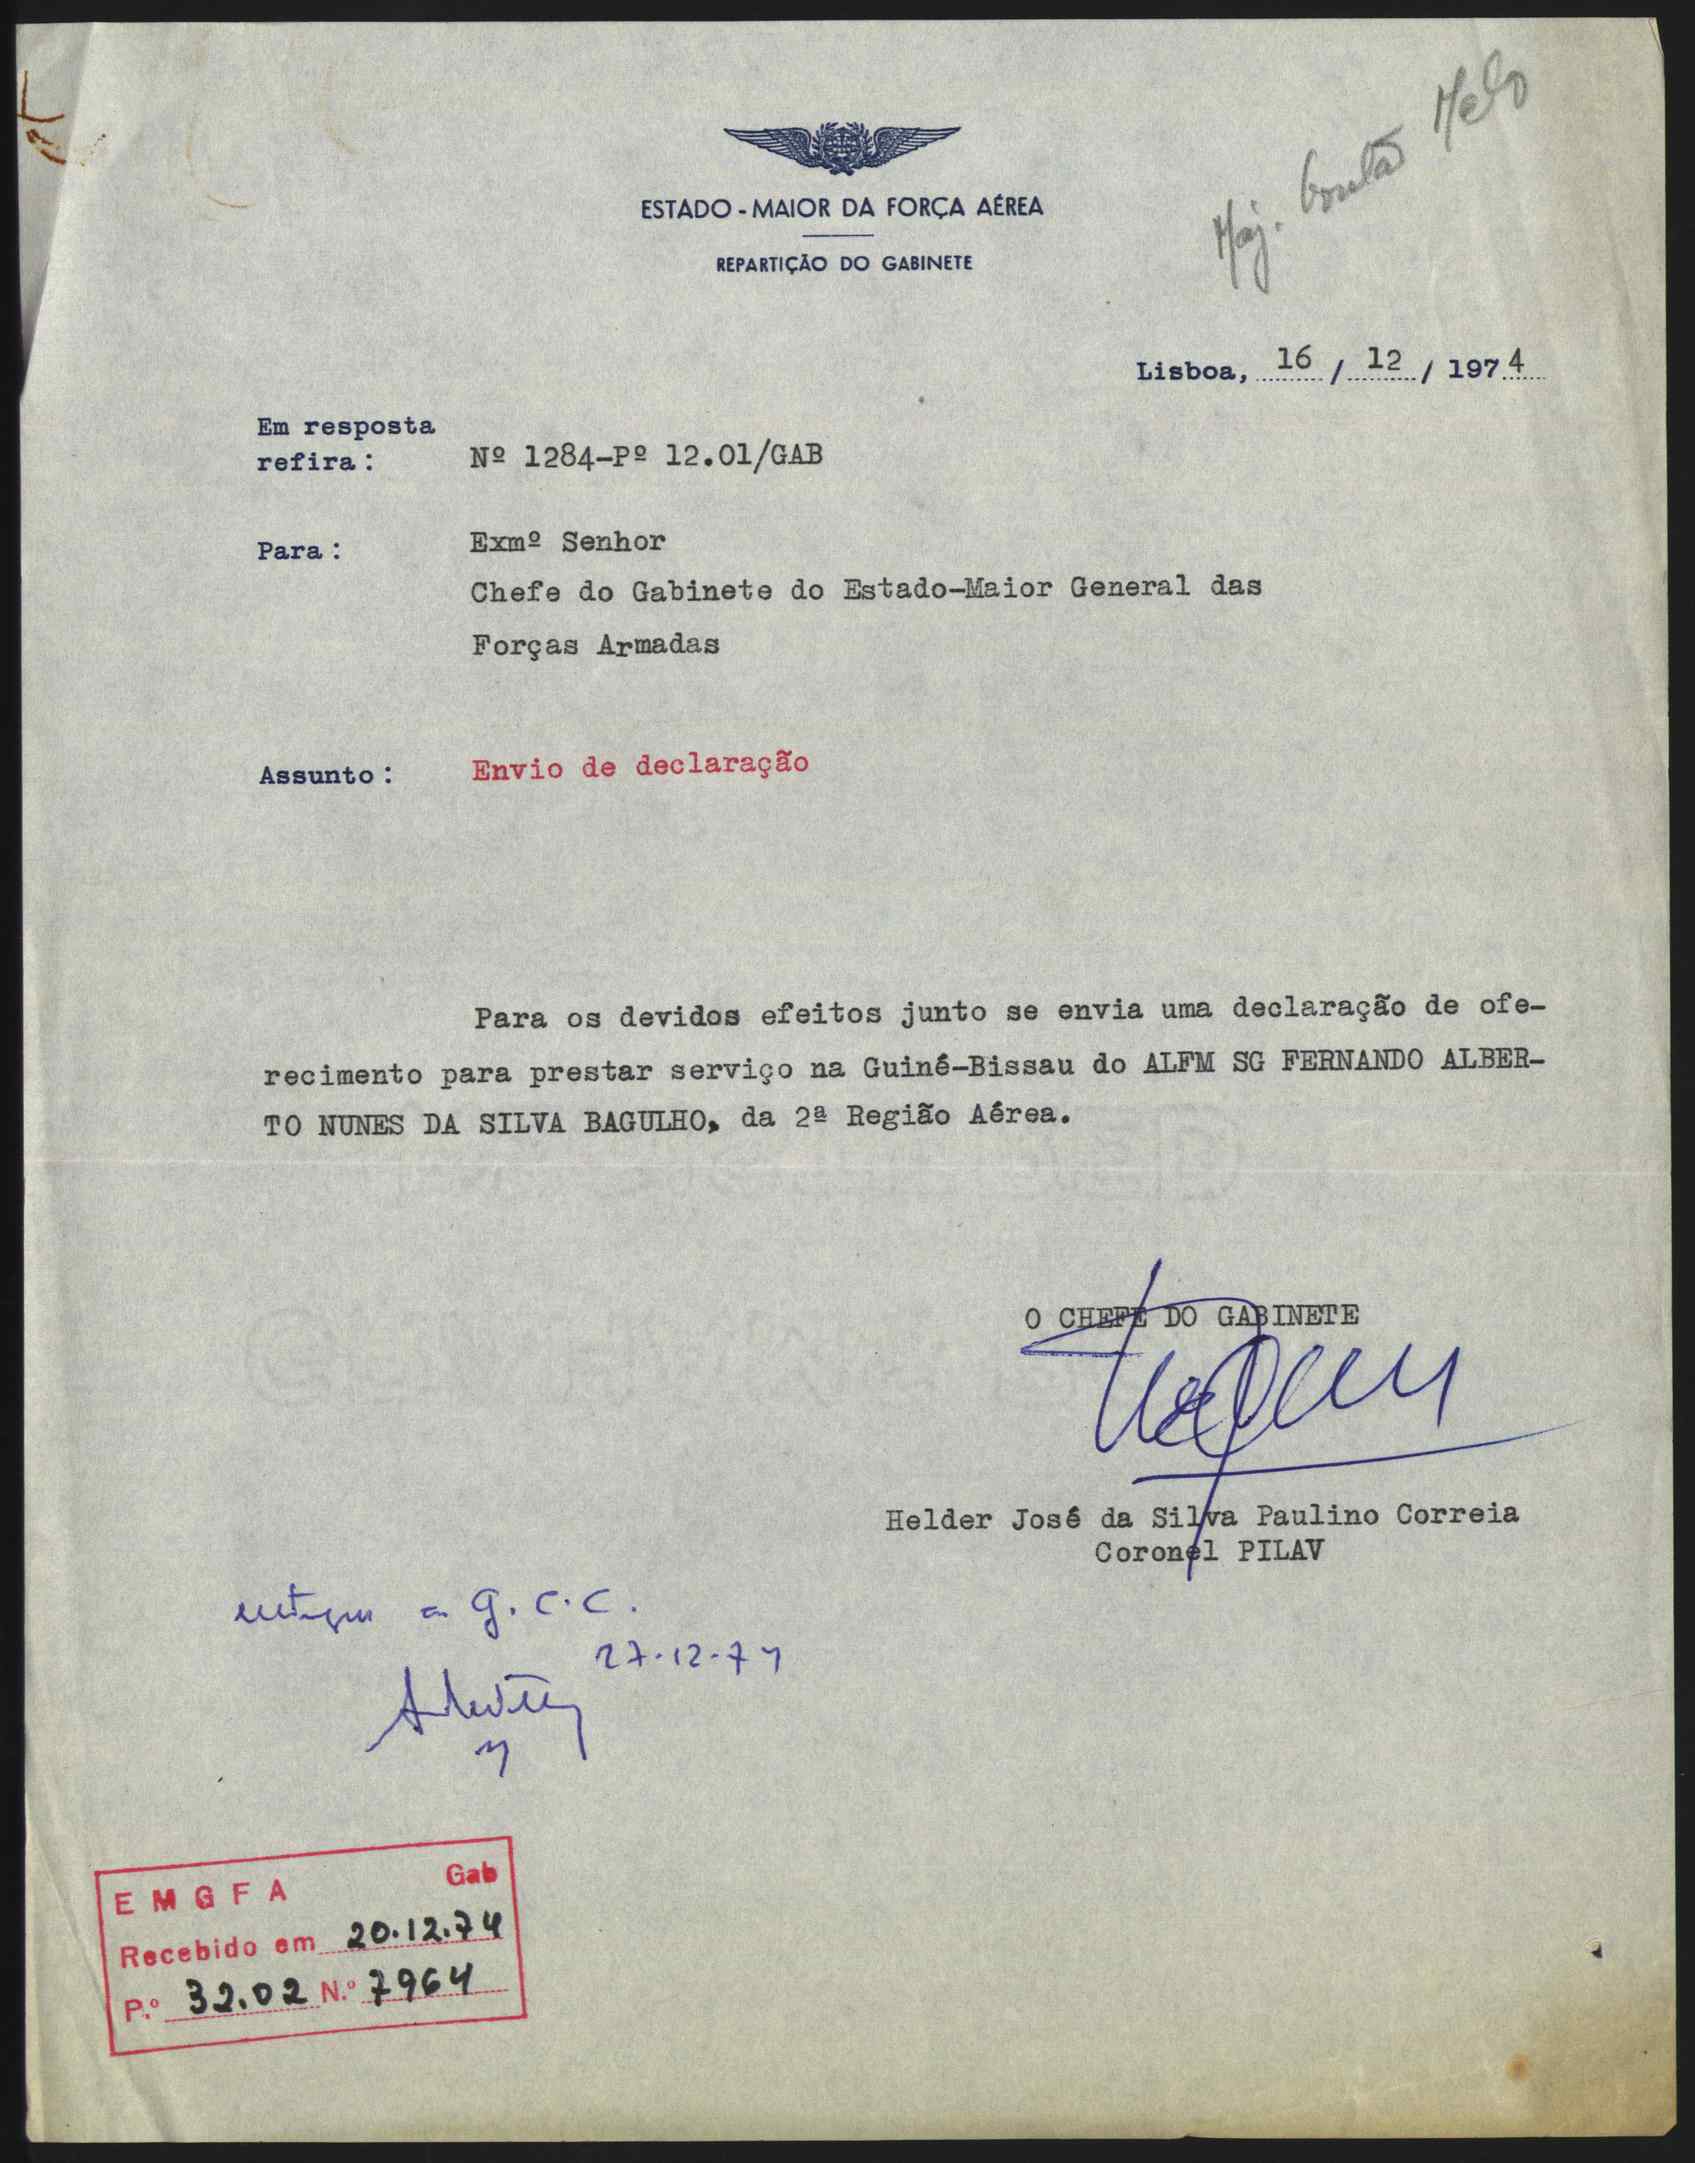 Maj. Melo
ESTADO-MAIOR DA FORÇA AÉREA
REPARTIÇÃO DO GABINETE
Lisboa, 16 / 12 / 1974
Em resposta
refira: Nº 1284-Pº 12.01/GAB
Para: Exmº Senhor
Chefe do Gabinete do Estado-Maior General das
Forças Armadas
Assunto: Envio de declaração
Para os devidos efeitos junto se envia uma declaração de ofe-
recimento para prestar serviço na Guiné-Bissau do ALFM SG FERNANDO ALBER-
TO NUNES DA SILVA BAGULHO, da 2ª Região Aérea.
O CHEFE DO GABINETE
Helder José da Silva Paulino Correia
Coronel PILAV
G.C.C.
27-12-74
E M G F A Gab
Recebido em 20.12.74
P.º 32.02 N.º 7964